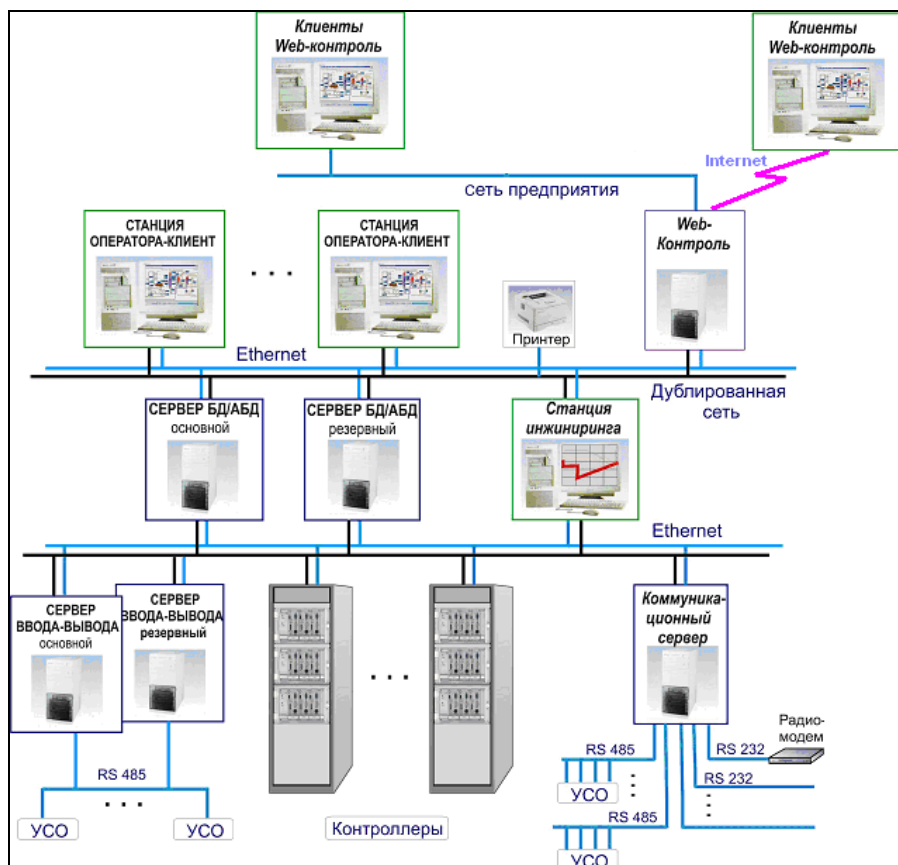 Клиенты
Web-контроль
Клиенты
Web-контроль
Internet
Сеть предприятия
СТАНЦИЯ
ОПЕРАТОРА-КЛИЕНТ
. . .
СТАНЦИЯ
ОПЕРАТОРА-КЛИЕНТ
Web-
Контроль
Принтер
Ethernet
Дублированная
сеть
СЕРВЕР БД/АБД
основной
СЕРВЕР БД/АБД
резервный
Станция
инжиниринга
Ethernet
СЕРВЕР
ВВОДА-ВЫВОДА
основной
СЕРВЕР
ВВОДА-ВЫВОДА
резервный
. . .
Коммуника-
ционный
сервер
Радио-
модем
RS 485
RS 232
RS 485
. . .
RS 232
УСО
. . .
УСО
УСО
Контроллеры
RS 485
УСО